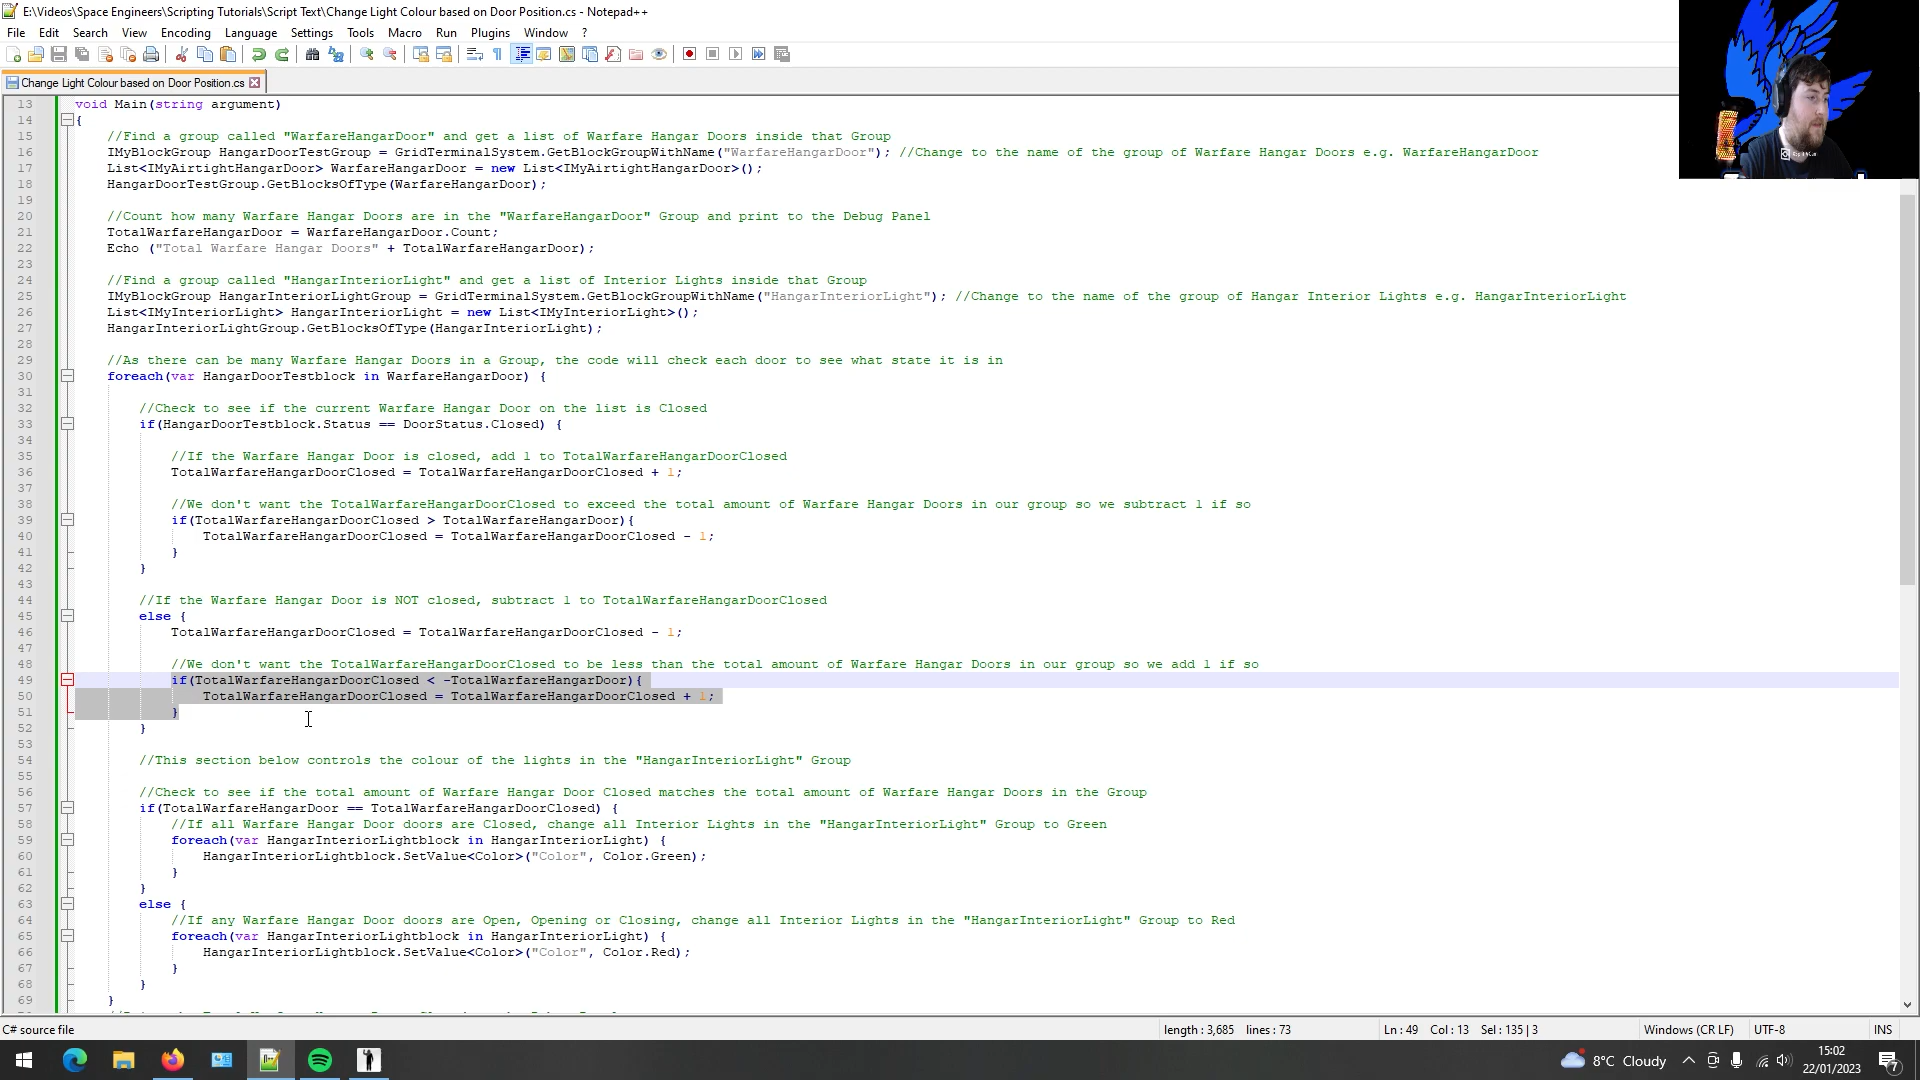 E:\Videos\Space Engineers\Scripting Tutorials\Script Text\Change Light Colour based on Door Position.cs - Notepad++
File Edit Search View Encoding Language Settings Tools Macro Run Plugins Window ?
Change Light Colour based on Door Position.cs
13 void Main(string argument)
14 {
15 //Find a group called "WarfareHangarDoor" and get a list of Warfare Hangar Doors inside that Group
16 IMyBlockGroup HangarDoorTestGroup = GridTerminalSystem.GetBlockGroupWithName("WarfareHangarDoor"); //Change to the name of the group of Warfare Hangar Doors e.g. WarfareHangarDoor
17 List<IMyAirtightHangarDoor> WarfareHangarDoor = new List<IMyAirtightHangarDoor>();
18 HangarDoorTestGroup.GetBlocksOfType(WarfareHangarDoor);
19
20 //Count how many Warfare Hangar Doors are in the "WarfareHangarDoor" Group and print to the Debug Panel
21 TotalWarfareHangarDoor = WarfareHangarDoor.Count;
22 Echo ("Total Warfare Hangar Doors" + TotalWarfareHangarDoor);
23
24 //Find a group called "HangarInteriorLight" and get a list of Interior Lights inside that Group
25 IMyBlockGroup HangarInteriorLightGroup = GridTerminalSystem.GetBlockGroupWithName("HangarInteriorLight"); //Change to the name of the group of Hangar Interior Lights e.g. HangarInteriorLight
26 List<IMyInteriorLight> HangarInteriorLight = new List<IMyInteriorLight>();
27 HangarInteriorLightGroup.GetBlocksOfType(HangarInteriorLight);
28
29 //As there can be many Warfare Hangar Doors in a Group, the code will check each door to see what state it is in
30 foreach(var HangarDoorTestblock in WarfareHangarDoor) {
31
32 //Check to see if the current Warfare Hangar Door on the list is Closed
33 if(HangarDoorTestblock.Status == DoorStatus.Closed) {
34
35 //If the Warfare Hangar Door is closed, add 1 to TotalWarfareHangarDoorClosed
36 TotalWarfareHangarDoorClosed = TotalWarfareHangarDoorClosed + 1;
37
38 //We don't want the TotalWarfareHangarDoorClosed to exceed the total amount of Warfare Hangar Doors in our group so we subtract 1 if so
39 if(TotalWarfareHangarDoorClosed > TotalWarfareHangarDoor){
40 TotalWarfareHangarDoorClosed = TotalWarfareHangarDoorClosed - 1;
41 }
42 }
43
44 //If the Warfare Hangar Door is NOT closed, subtract 1 to TotalWarfareHangarDoorClosed
45 else {
46 TotalWarfareHangarDoorClosed = TotalWarfareHangarDoorClosed - 1;
47
48 //We don't want the TotalWarfareHangarDoorClosed to be less than the total amount of Warfare Hangar Doors in our group so we add 1 if so
49 if(TotalWarfareHangarDoorClosed < -TotalWarfareHangarDoor){
50 TotalWarfareHangarDoorClosed = TotalWarfareHangarDoorClosed + 1;
51 }
52 }
53
54 //This section below controls the colour of the lights in the "HangarInteriorLight" Group
55
56 //Check to see if the total amount of Warfare Hangar Door Closed matches the total amount of Warfare Hangar Doors in the Group
57 if(TotalWarfareHangarDoor == TotalWarfareHangarDoorClosed) {
58 //If all Warfare Hangar Door doors are Closed, change all Interior Lights in the "HangarInteriorLight" Group to Green
59 foreach(var HangarInteriorLightblock in HangarInteriorLight) {
60 HangarInteriorLightblock.SetValue<Color>("Color", Color.Green);
61 }
62 }
63 else {
64 //If any Warfare Hangar Door doors are Open, Opening or Closing, change all Interior Lights in the "HangarInteriorLight" Group to Red
65 foreach(var HangarInteriorLightblock in HangarInteriorLight) {
66 HangarInteriorLightblock.SetValue<Color>("Color", Color.Red);
67 }
68 }
69 }
C# source file length : 3,685 lines : 73 Ln : 49 Col : 13 Sel : 135 | 3 Windows (CR LF) UTF-8 INS
8°C Cloudy
15:02
22/01/2023
7